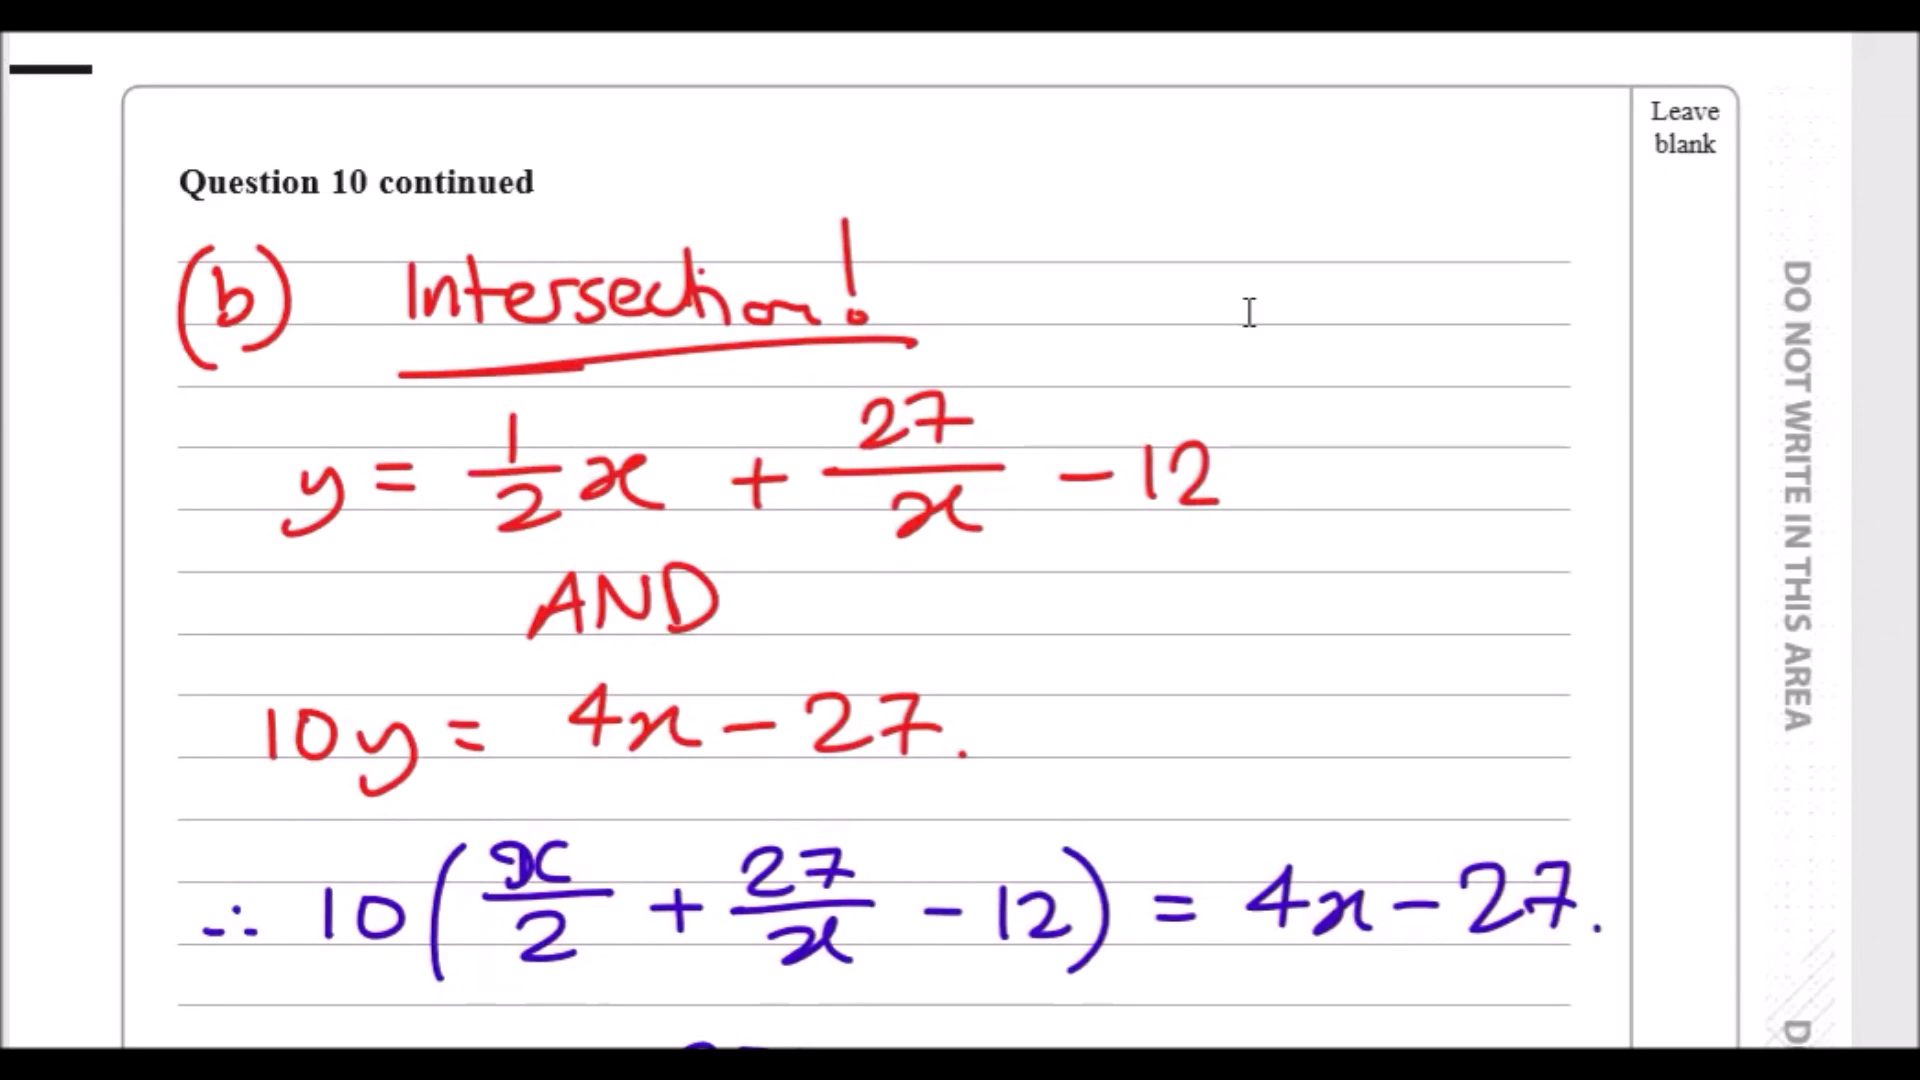 Leave
blank
Question 10 continued
(b) Intersection!
y = 1/2 x + 27/x - 12
AND
10y = 4x - 27.
∴ 10(x/2 + 27/x - 12) = 4x - 27.
DO NOT WRITE IN THIS AREA
D